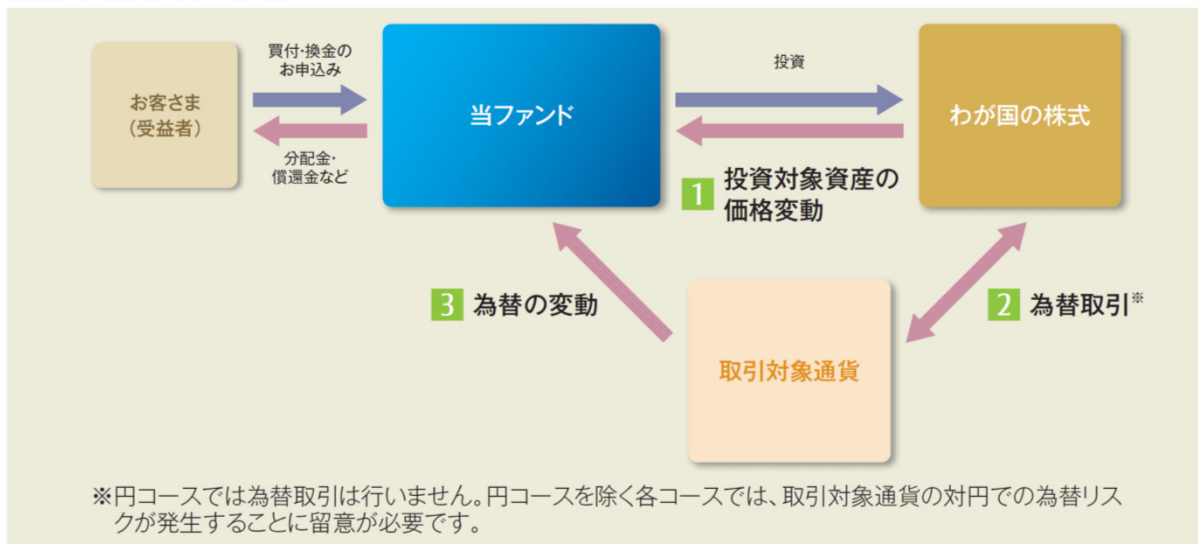 買付・換金の
お申込み
お客さま
(受益者)
分配金・
償還金など
当ファンド
投資
わが国の株式
1 投資対象資産の
価格変動
3 為替の変動
2 為替取引※
取引対象通貨
※円コースでは為替取引は行いません。円コースを除く各コースでは、取引対象通貨の対円での為替リス
クが発生することに留意が必要です。